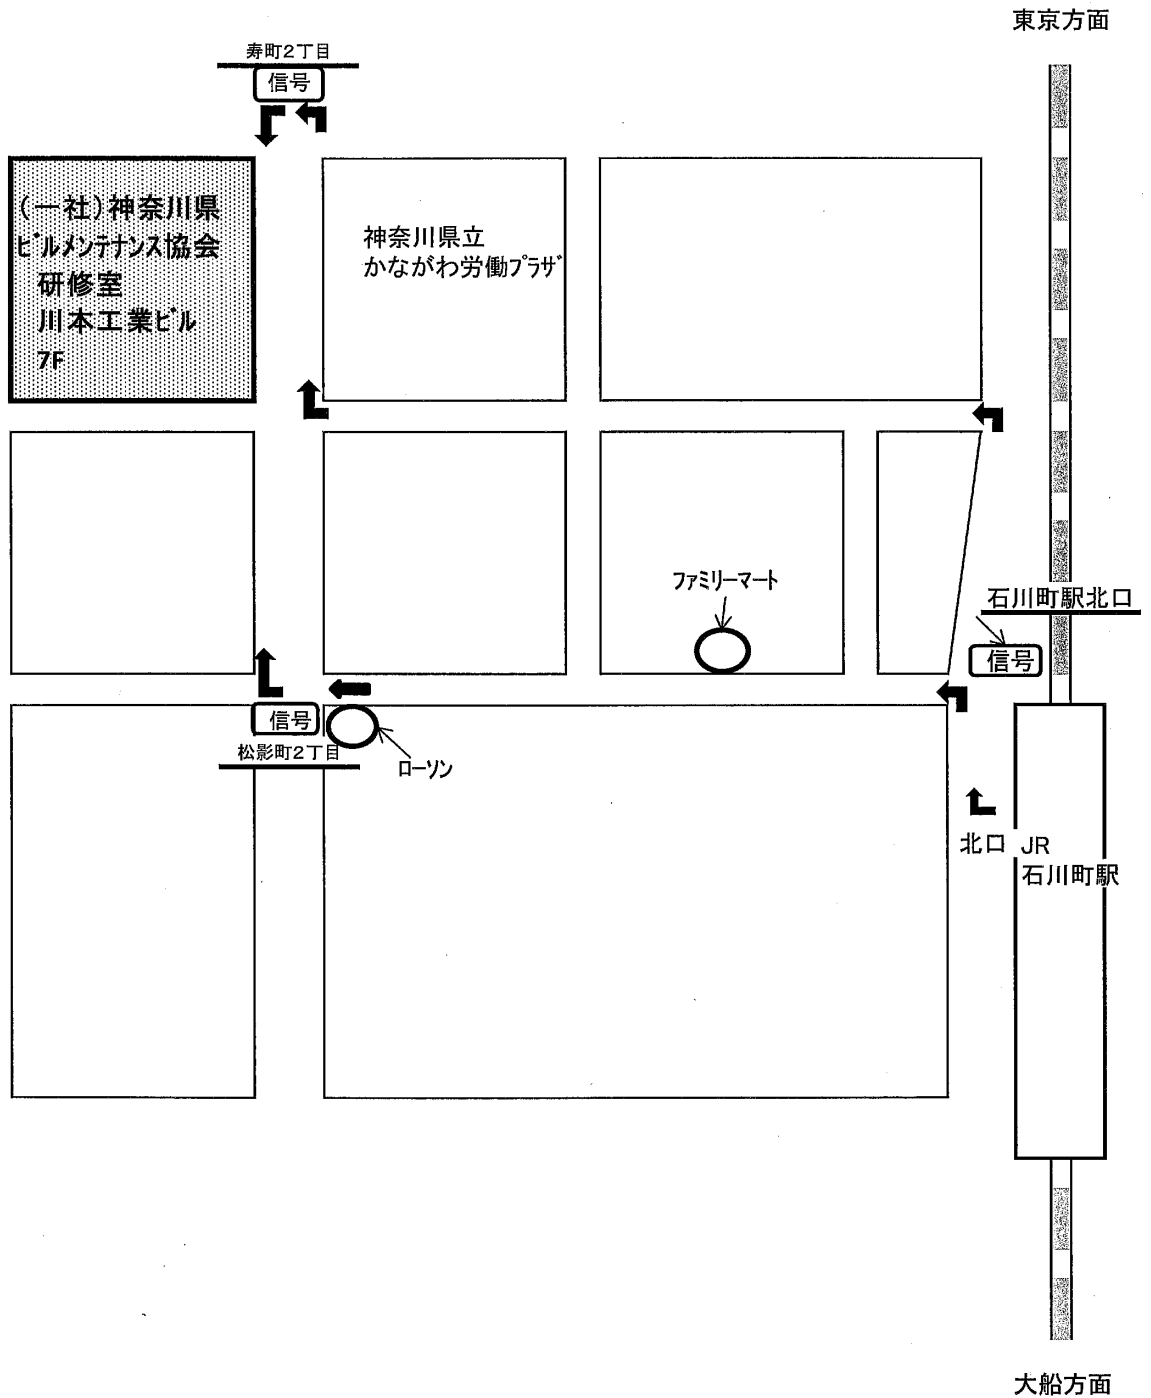 東京方面
寿町2丁目
信号
(一社)神奈川県
ﾋﾞﾙﾒﾝﾃﾅﾝｽ協会
研修室
川本工業ﾋﾞﾙ
7F
神奈川県立
かながわ労働ﾌﾟﾗｻﾞ
ﾌｧﾐﾘｰﾏｰﾄ
石川町駅北口
信号
信号
松影町2丁目
ﾛｰｿﾝ
北口
JR
石川町駅
大船方面